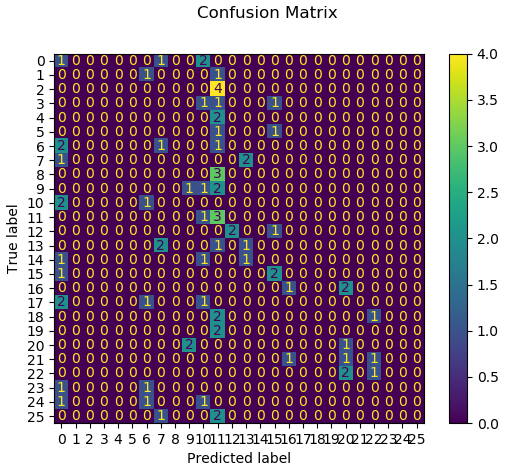 Confusion Matrix
0 1 0 0 0 0 0 0 1 0 0 2 0 0 0 0 0 0 0 0 0 0 0 0 0 0 0
1 0 0 0 0 0 0 1 0 0 0 0 1 0 0 0 0 0 0 0 0 0 0 0 0 0 0
2 0 0 0 0 0 0 0 0 0 0 0 4 0 0 0 0 0 0 0 0 0 0 0 0 0 0
3 0 0 0 0 0 0 0 0 0 0 1 1 0 0 0 1 0 0 0 0 0 0 0 0 0 0
4 0 0 0 0 0 0 0 0 0 0 0 2 0 0 0 0 0 0 0 0 0 0 0 0 0 0
5 0 0 0 0 0 0 0 0 0 0 0 1 0 0 0 1 0 0 0 0 0 0 0 0 0 0
6 2 0 0 0 0 0 0 1 0 0 0 1 0 0 0 0 0 0 0 0 0 0 0 0 0 0
7 1 0 0 0 0 0 0 0 0 0 0 0 0 2 0 0 0 0 0 0 0 0 0 0 0 0
8 0 0 0 0 0 0 0 0 0 0 0 3 0 0 0 0 0 0 0 0 0 0 0 0 0 0
9 0 0 0 0 0 0 0 0 0 1 1 2 0 0 0 0 0 0 0 0 0 0 0 0 0 0
10 2 0 0 0 0 0 1 0 0 0 0 0 0 0 0 0 0 0 0 0 0 0 0 0 0 0
11 0 0 0 0 0 0 0 0 0 0 1 3 0 0 0 0 0 0 0 0 0 0 0 0 0 0
12 0 0 0 0 0 0 0 0 0 0 0 0 2 0 0 1 0 0 0 0 0 0 0 0 0 0
13 0 0 0 0 0 0 0 2 0 0 0 1 0 1 0 0 0 0 0 0 0 0 0 0 0 0
14 1 0 0 0 0 0 0 0 0 0 1 0 0 1 0 0 0 0 0 0 0 0 0 0 0 0
15 1 0 0 0 0 0 0 0 0 0 0 0 0 0 0 2 0 0 0 0 0 0 0 0 0 0
16 0 0 0 0 0 0 0 0 0 0 0 0 0 0 0 0 1 0 0 0 2 0 0 0 0 0
17 2 0 0 0 0 0 1 0 0 0 1 0 0 0 0 0 0 0 0 0 0 0 0 0 0 0
18 0 0 0 0 0 0 0 0 0 0 0 2 0 0 0 0 0 0 0 0 0 0 1 0 0 0
19 0 0 0 0 0 0 0 0 0 0 0 2 0 0 0 0 0 0 0 0 0 0 0 0 0 0
20 0 0 0 0 0 0 0 0 0 2 0 0 0 0 0 0 0 0 0 0 1 0 0 0 0 0
21 0 0 0 0 0 0 0 0 0 0 0 0 0 0 0 0 1 0 0 0 1 0 1 0 0 0
22 0 0 0 0 0 0 0 0 0 0 0 0 0 0 0 0 0 0 0 0 2 0 1 0 0 0
23 1 0 0 0 0 0 1 0 0 0 0 0 0 0 0 0 0 0 0 0 0 0 0 0 0 0
24 1 0 0 0 0 0 1 0 0 0 1 0 0 0 0 0 0 0 0 0 0 0 0 0 0 0
25 0 0 0 0 0 0 0 1 0 0 0 2 0 0 0 0 0 0 0 0 0 0 0 0 0 0
0 1 2 3 4 5 6 7 8 9 10 11 12 13 14 15 16 17 18 19 20 21 22 23 24 25
True label
Predicted label
4.0
3.5
3.0
2.5
2.0
1.5
1.0
0.5
0.0